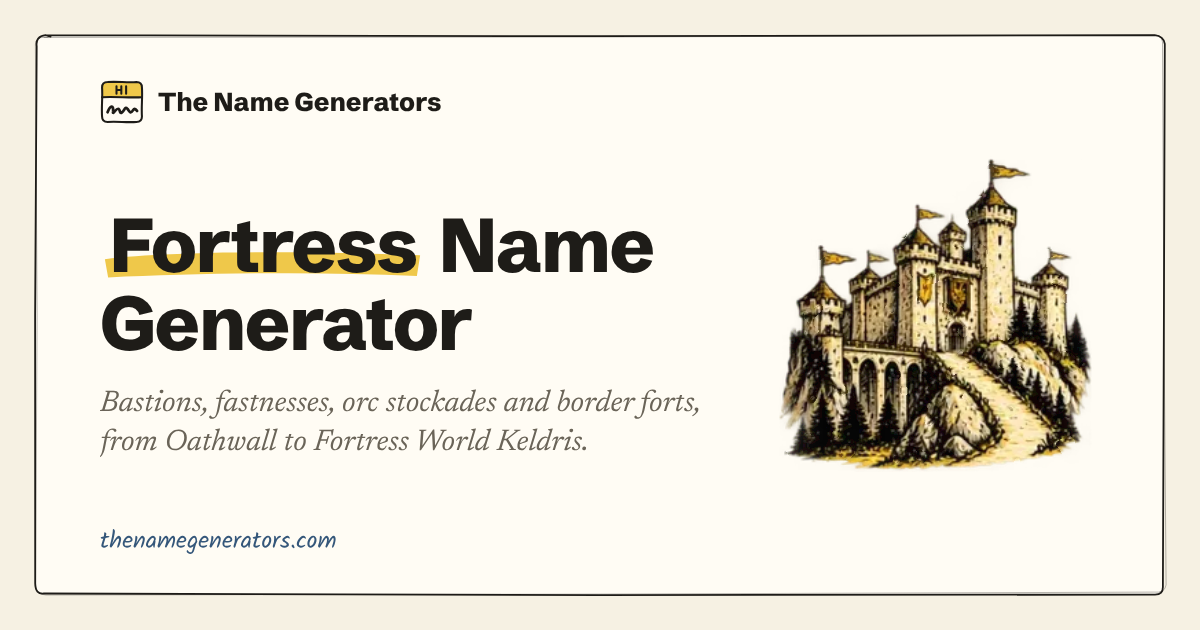 HI
The Name Generators
Fortress Name
Generator
Bastions, fastnesses, orc stockades and border forts,
from Oathwall to Fortress World Keldris.
thenamegenerators.com